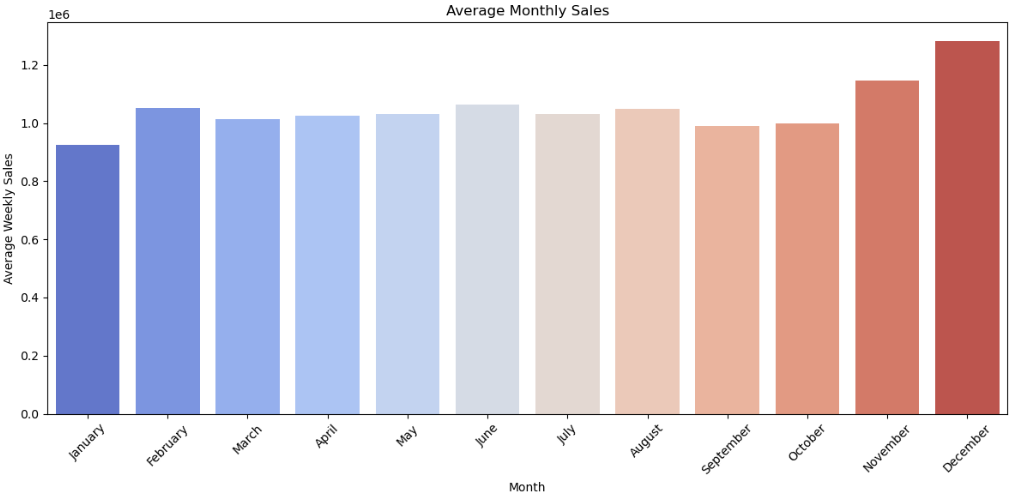 Average Monthly Sales
1e6
1.2
1.0
0.8
0.6
0.4
0.2
0.0
Average Weekly Sales
January
February
March
April
May
June
July
August
September
October
November
December
Month